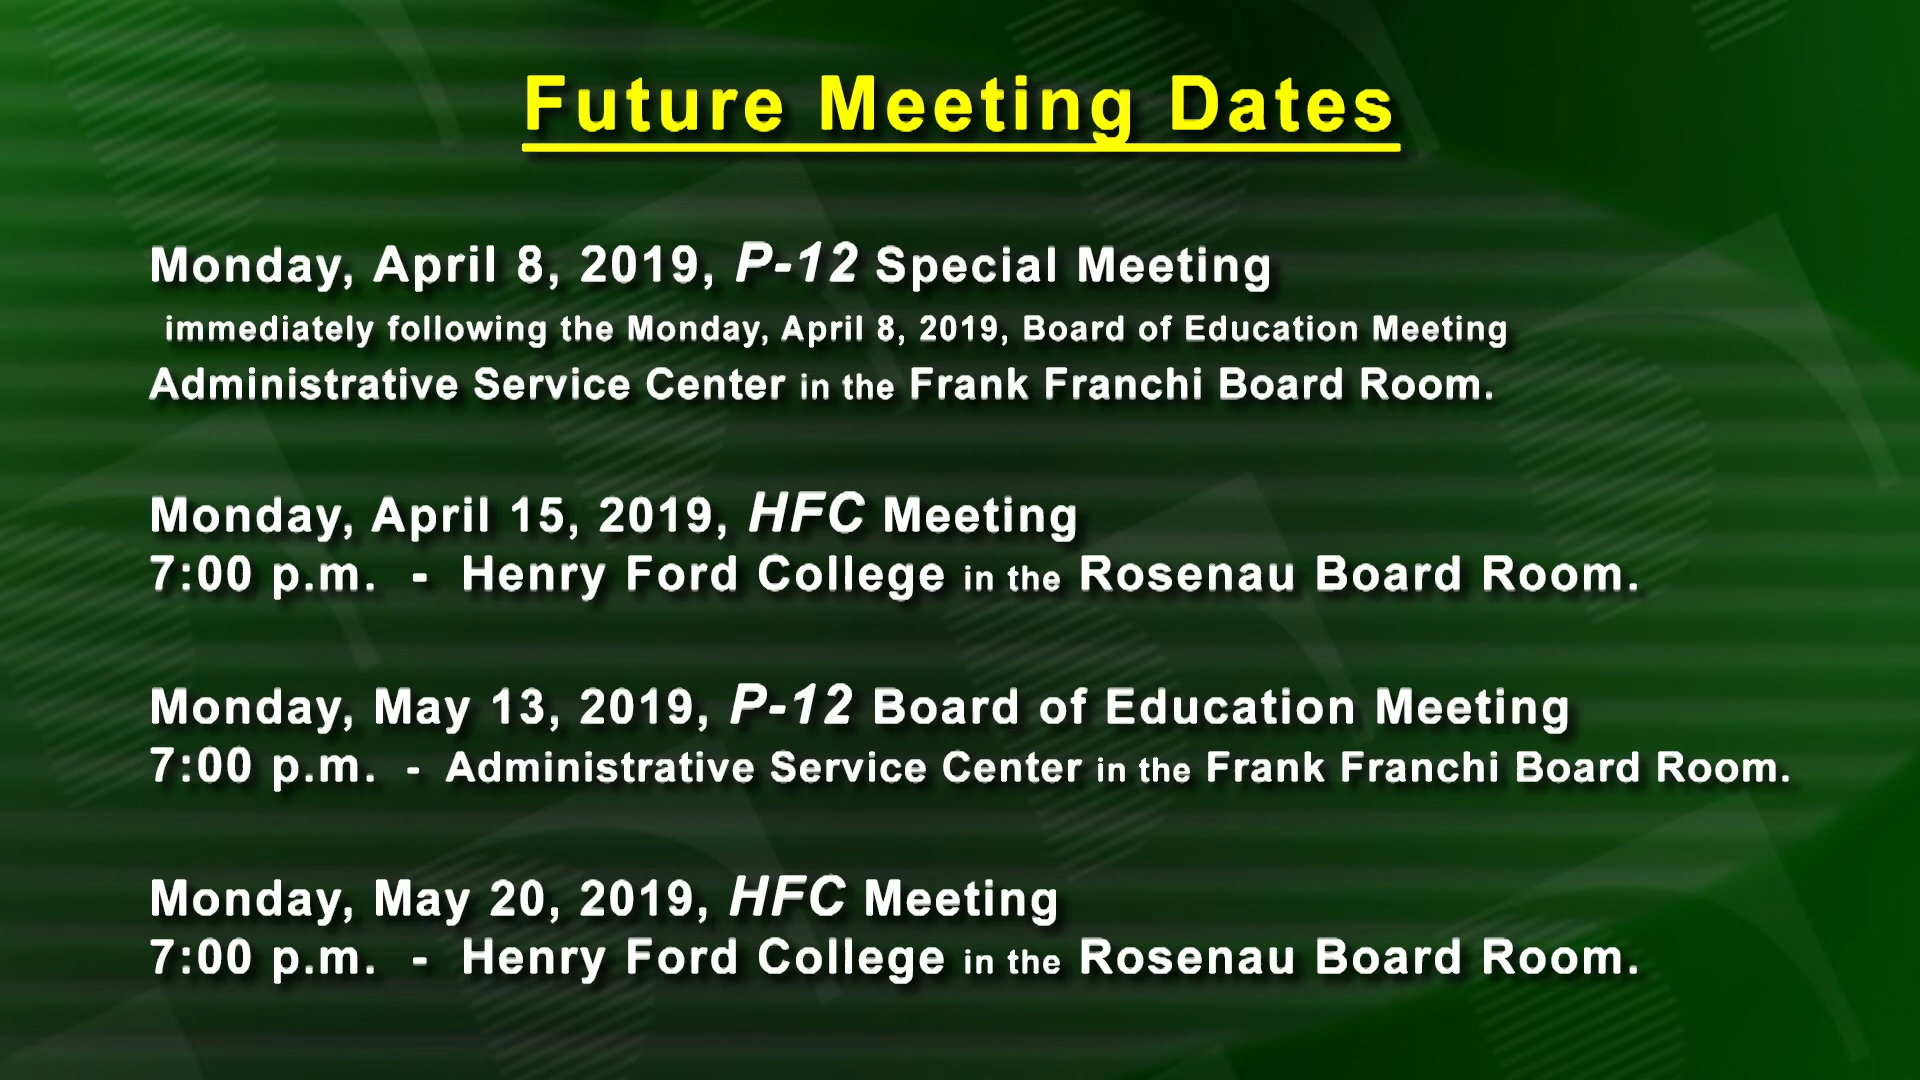 Future Meeting Dates
Monday, April 8, 2019, P-12 Special Meeting
immediately following the Monday, April 8, 2019, Board of Education Meeting
Administrative Service Center in the Frank Franchi Board Room.
Monday, April 15, 2019, HFC Meeting
7:00 p.m. - Henry Ford College in the Rosenau Board Room.
Monday, May 13, 2019, P-12 Board of Education Meeting
7:00 p.m. - Administrative Service Center in the Frank Franchi Board Room.
Monday, May 20, 2019, HFC Meeting
7:00 p.m. - Henry Ford College in the Rosenau Board Room.